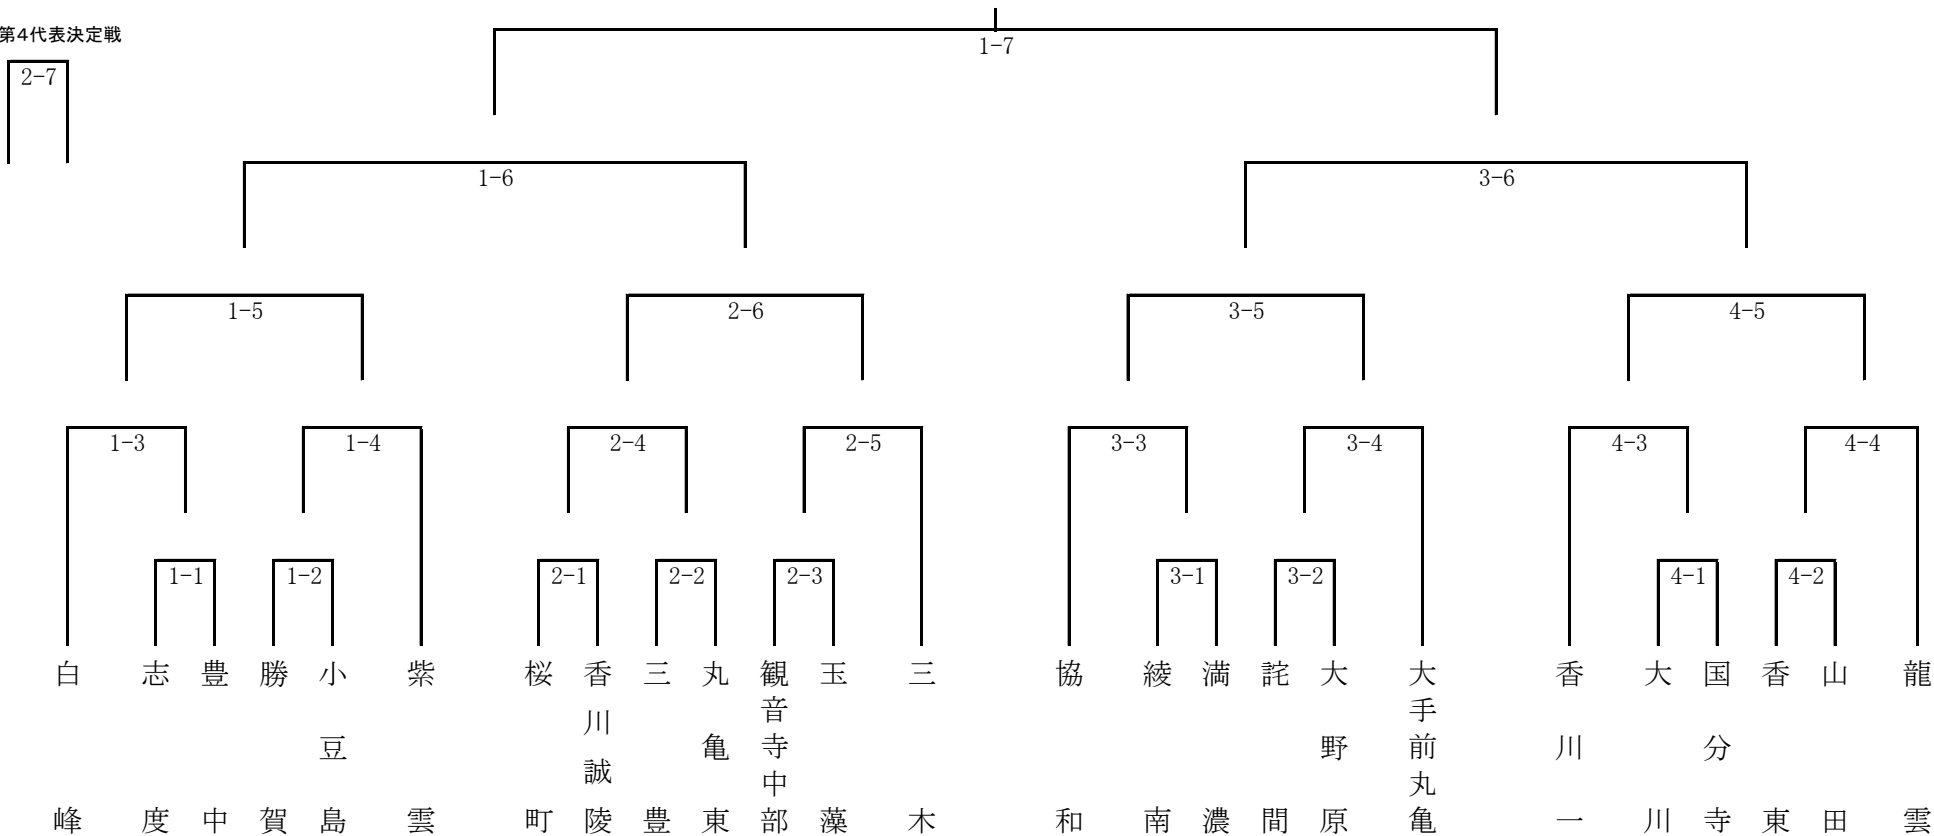 第4代表決定戦
2-7
1-7
1-6
3-6
1-5
2-6
3-5
4-5
1-3
1-4
2-4
2-5
3-3
3-4
4-3
4-4
1-1
1-2
2-1
2-2
2-3
3-1
3-2
4-1
4-2
白峰
志度
豊中
勝賀
小豆島
紫雲
桜町
香川誠陵
三豊
丸亀東
観音寺中部
玉藻
三木
協和
綾南
満濃
詫間
大野原
大手前丸亀
香川一
大川
国分寺
香東
山田
龍雲